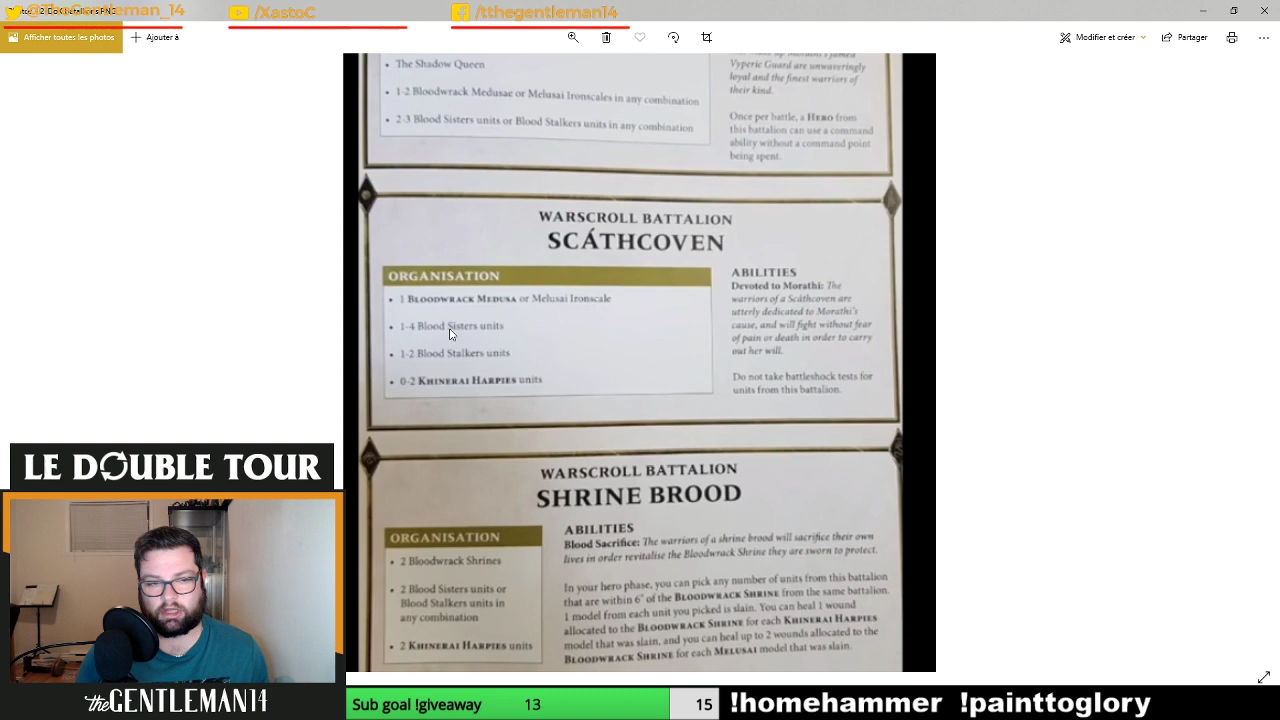 @TheGentleman_14
/XastoC
/tthegentleman14
Afficher toutes les photos
Ajouter à
Modifier et créer
Partager
The Shadow Queen
1-2 Bloodwrack Medusae or Melusai Ironscales in any combination
2-3 Blood Sisters units or Blood Stalkers units in any combination
Vyperic Guard are unwaveringly
loyal and the finest warriors of
their kind.
Once per battle, a HERO from
this battalion can use a command
ability without a command point
being spent.
WARSCROLL BATTALION
SCÁTHCOVEN
ORGANISATION
1 BLOODWRACK MEDUSA or Melusai Ironscale
1-4 Blood Sisters units
1-2 Blood Stalkers units
0-2 KHINERAI HARPIES units
ABILITIES
Devoted to Morathi: The
warriors of a Scáthcoven are
utterly dedicated to Morathi's
cause, and will fight without fear
of pain or death in order to carry
out her will.
Do not take battleshock tests for
units from this battalion.
WARSCROLL BATTALION
SHRINE BROOD
ORGANISATION
2 Bloodwrack Shrines
2 Blood Sisters units or
Blood Stalkers units in
any combination
2 KHINERAI HARPIES units
ABILITIES
Blood Sacrifice: The warriors of a shrine brood will sacrifice their own
lives in order revitalise the Bloodwrack Shrine they are sworn to protect.
In your hero phase, you can pick any number of units from this battalion
that are within 6" of the BLOODWRACK SHRINE from the same battalion.
1 model from each unit you picked is slain. You can heal 1 wound
allocated to the BLOODWRACK SHRINE for each KHINERAI HARPIES
model that was slain, and you can heal up to 2 wounds allocated to the
BLOODWRACK SHRINE for each MELUSAI model that was slain.
LE DOUBLE TOUR
theGENTLEMAN14
Sub goal !giveaway 13 15
!homehammer !painttoglory